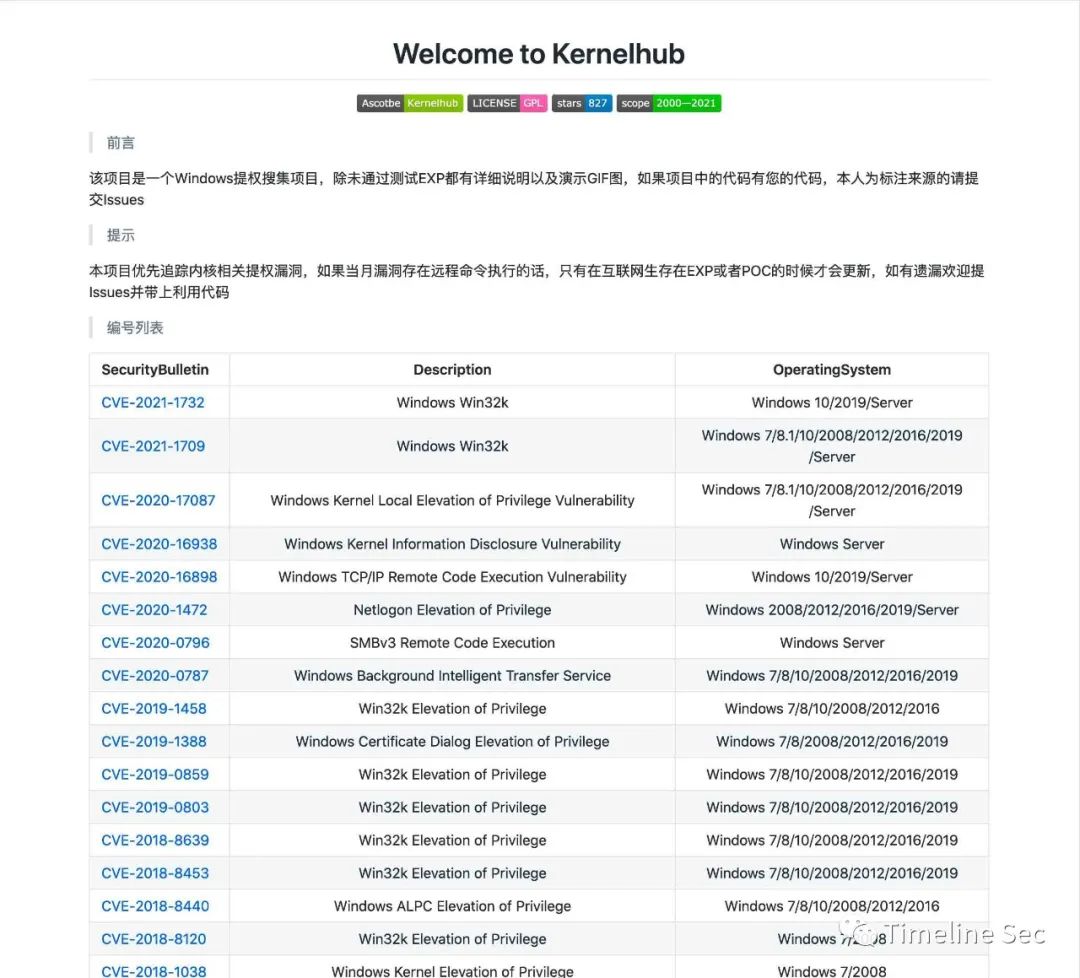 Welcome to Kernelhub
Ascotbe Kernelhub LICENSE GPL stars 827 scope 2000—2021
前言
该项目是一个Windows提权搜集项目，除未通过测试EXP都有详细说明以及演示GIF图，如果项目中的代码有您的代码，本人为标注来源的请提
交Issues
提示
本项目优先追踪内核相关提权漏洞，如果当月漏洞存在远程命令执行的话，只有在互联网生存在EXP或者POC的时候才会更新，如有遗漏欢迎提
Issues并带上利用代码
编号列表
SecurityBulletin Description OperatingSystem
CVE-2021-1732 Windows Win32k Windows 10/2019/Server
CVE-2021-1709 Windows Win32k Windows 7/8.1/10/2008/2012/2016/2019
/Server
CVE-2020-17087 Windows Kernel Local Elevation of Privilege Vulnerability Windows 7/8.1/10/2008/2012/2016/2019
/Server
CVE-2020-16938 Windows Kernel Information Disclosure Vulnerability Windows Server
CVE-2020-16898 Windows TCP/IP Remote Code Execution Vulnerability Windows 10/2019/Server
CVE-2020-1472 Netlogon Elevation of Privilege Windows 2008/2012/2016/2019/Server
CVE-2020-0796 SMBv3 Remote Code Execution Windows Server
CVE-2020-0787 Windows Background Intelligent Transfer Service Windows 7/8/10/2008/2012/2016/2019
CVE-2019-1458 Win32k Elevation of Privilege Windows 7/8/10/2008/2012/2016
CVE-2019-1388 Windows Certificate Dialog Elevation of Privilege Windows 7/8/2008/2012/2016/2019
CVE-2019-0859 Win32k Elevation of Privilege Windows 7/8/10/2008/2012/2016/2019
CVE-2019-0803 Win32k Elevation of Privilege Windows 7/8/10/2008/2012/2016/2019
CVE-2018-8639 Win32k Elevation of Privilege Windows 7/8/10/2008/2012/2016/2019
CVE-2018-8453 Win32k Elevation of Privilege Windows 7/8/10/2008/2012/2016/2019
CVE-2018-8440 Windows ALPC Elevation of Privilege Windows 7/8/10/2008/2012/2016
CVE-2018-8120 Win32k Elevation of Privilege Windows
Timeline Sec
CVE-2018-1038 Windows Kernel Elevation of Privilege Windows 7/2008